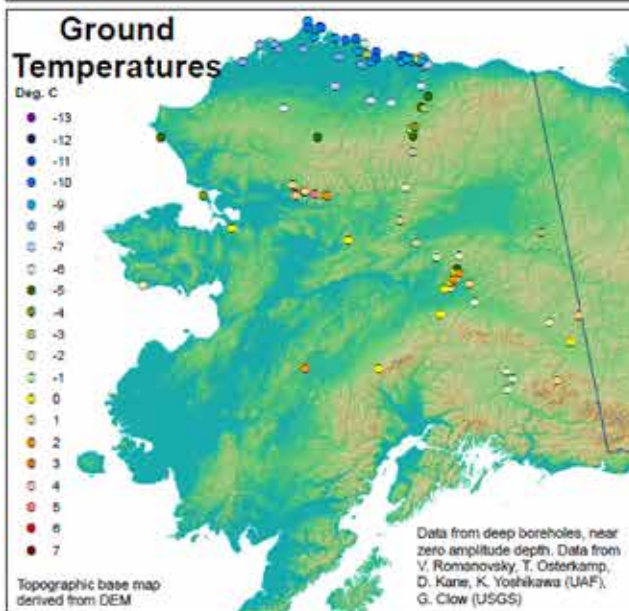 Ground
Temperatures
Deg. C
-13
-12
-11
-10
-9
-8
-7
-6
-5
-4
-3
-2
-1
0
1
2
3
4
5
6
7
Topographic base map
derived from DEM
Data from deep boreholes, near
zero amplitude depth. Data from
V. Romanovsky, T. Osterkamp,
D. Kane, K. Yoshikawa (UAF),
G. Clow (USGS)